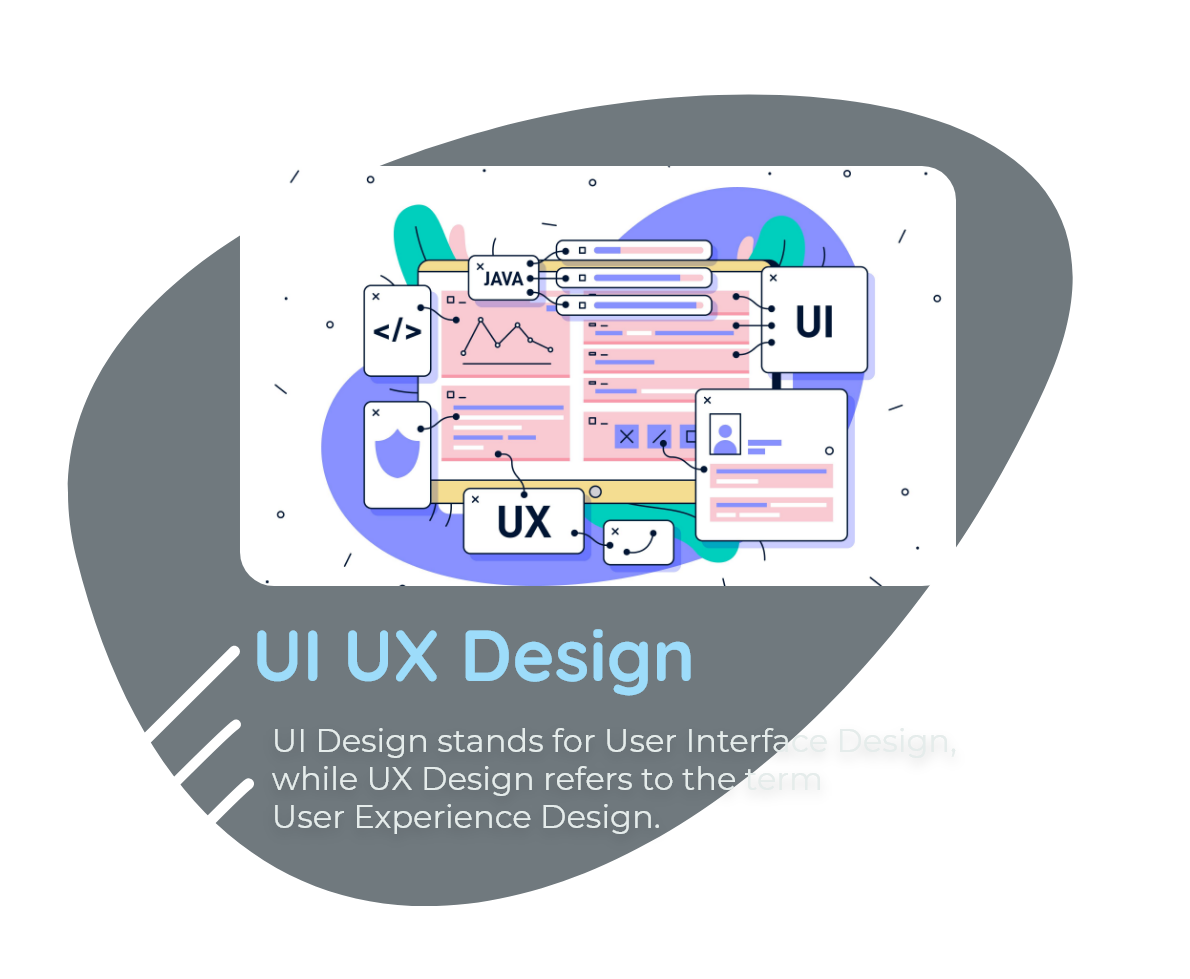 JAVA
</>
UI
UX
UI UX Design
UI Design stands for User Interface Design,
while UX Design refers to the term
User Experience Design.